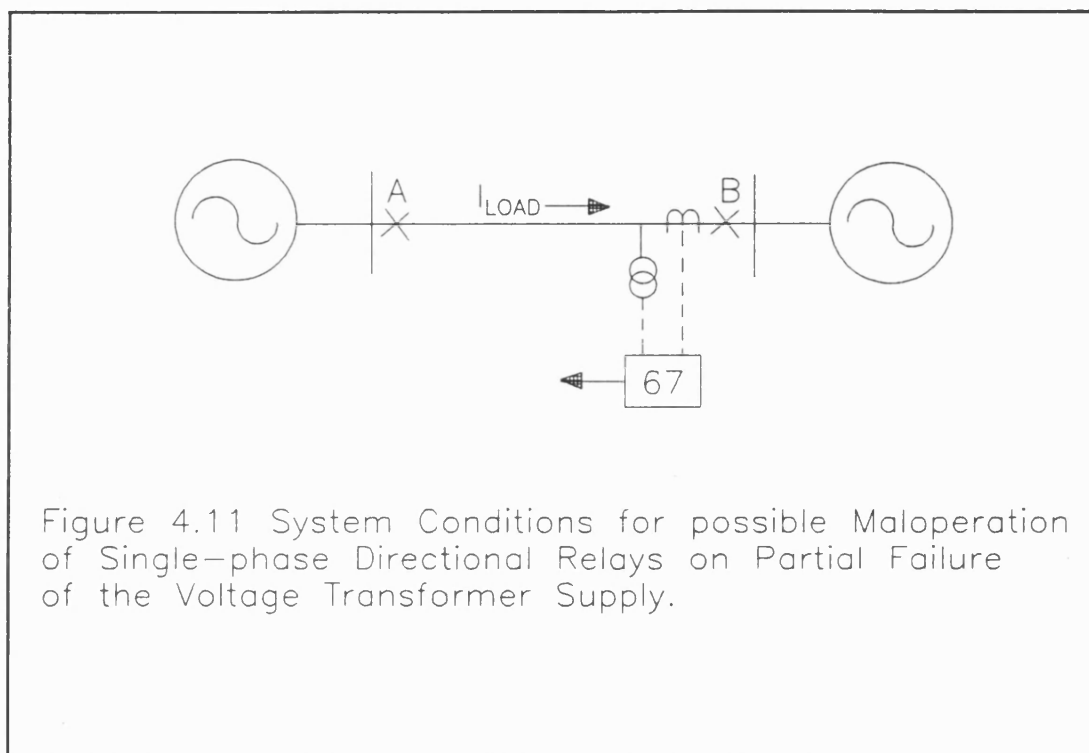 A
I LOAD
B
67
Figure 4.11 System Conditions for possible Maloperation
of Single-phase Directional Relays on Partial Failure
of the Voltage Transformer Supply.